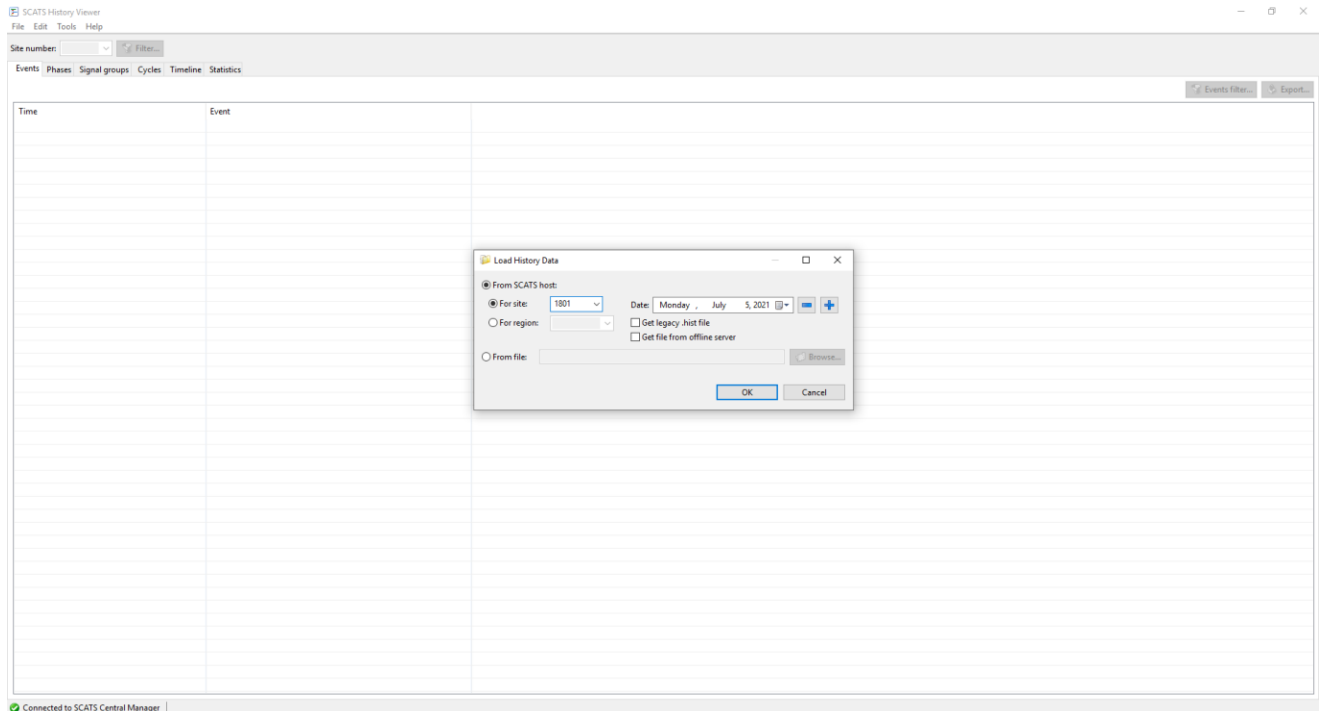 SCATS History Viewer
File Edit Tools Help
Site number: Filter...
Events Phases Signal groups Cycles Timeline Statistics
Events filter... Export...
Time Event
Load History Data
From SCATS host:
For site: 1801 Date: Monday , July 5, 2021
For region: Get legacy .hist file
Get file from offline server
From file: Browse...
OK Cancel
Connected to SCATS Central Manager